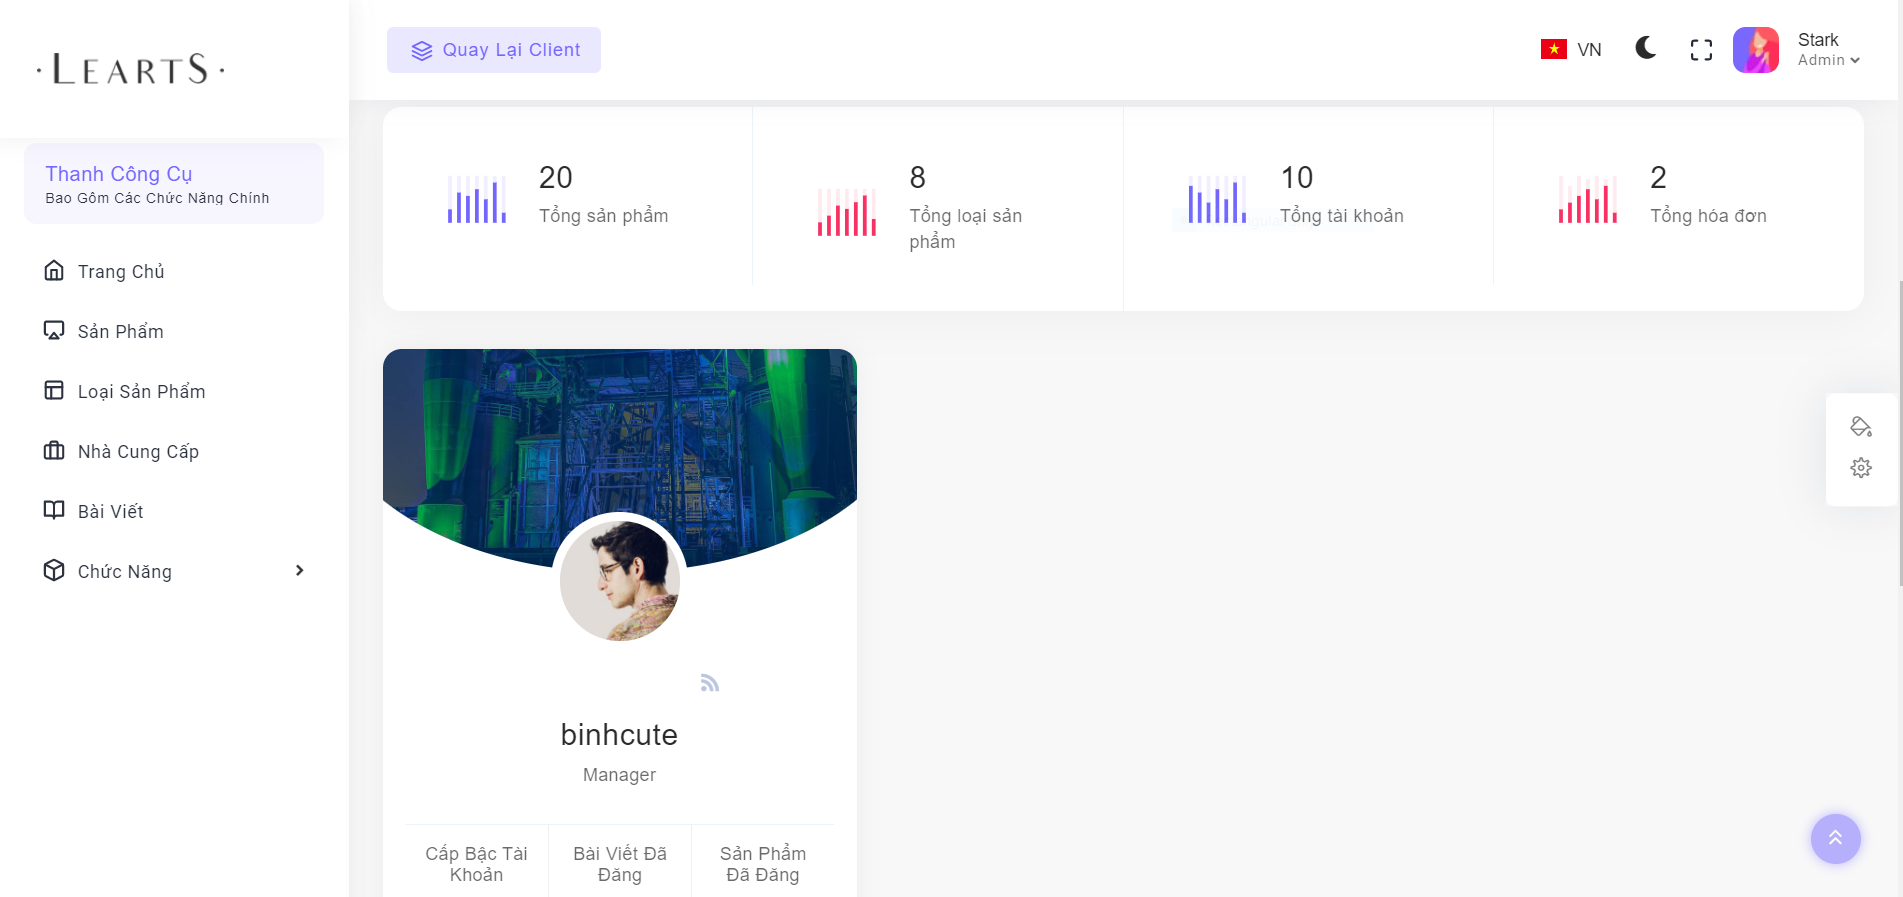 · LEARTS ·
Quay Lại Client
VN
Stark
Admin
Thanh Công Cụ
Bao Gồm Các Chức Năng Chính
Trang Chủ
Sản Phẩm
Loại Sản Phẩm
Nhà Cung Cấp
Bài Viết
Chức Năng
20
Tổng sản phẩm
8
Tổng loại sản
phẩm
10
Tổng tài khoản
2
Tổng hóa đơn
binhcute
Manager
Cấp Bậc Tài
Khoản
Bài Viết Đã
Đăng
Sản Phẩm
Đã Đăng